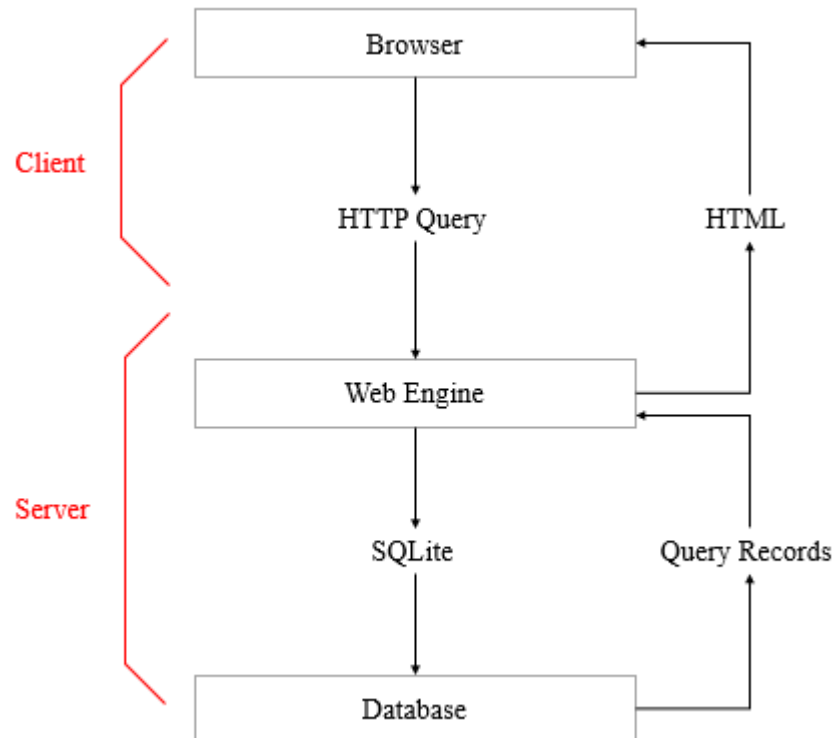 Browser
Client
HTTP Query
HTML
Web Engine
Server
SQLite
Query Records
Database